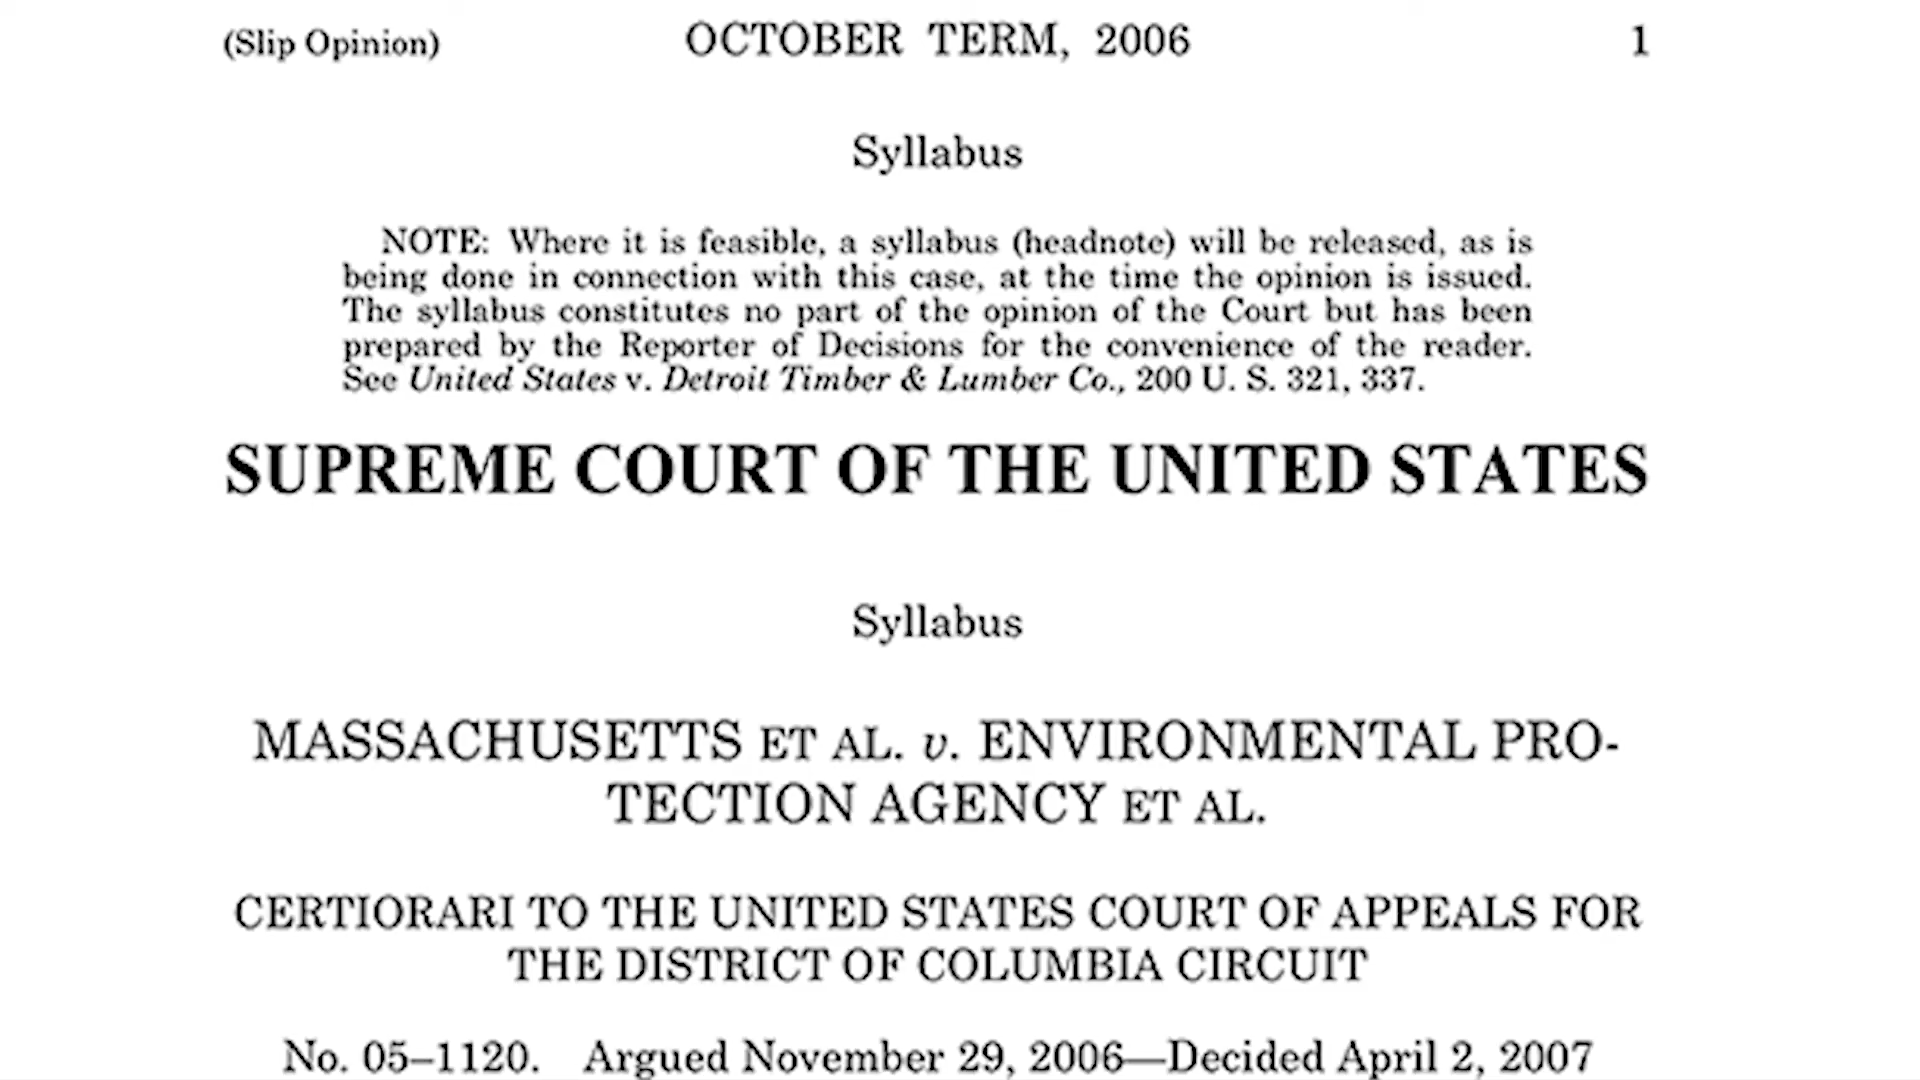 (Slip Opinion) OCTOBER TERM, 2006 1
Syllabus
NOTE: Where it is feasible, a syllabus (headnote) will be released, as is
being done in connection with this case, at the time the opinion is issued.
The syllabus constitutes no part of the opinion of the Court but has been
prepared by the Reporter of Decisions for the convenience of the reader.
See United States v. Detroit Timber & Lumber Co., 200 U. S. 321, 337.
SUPREME COURT OF THE UNITED STATES
Syllabus
MASSACHUSETTS ET AL. v. ENVIRONMENTAL PRO-
TECTION AGENCY ET AL.
CERTIORARI TO THE UNITED STATES COURT OF APPEALS FOR
THE DISTRICT OF COLUMBIA CIRCUIT
No. 05–1120. Argued November 29, 2006—Decided April 2, 2007